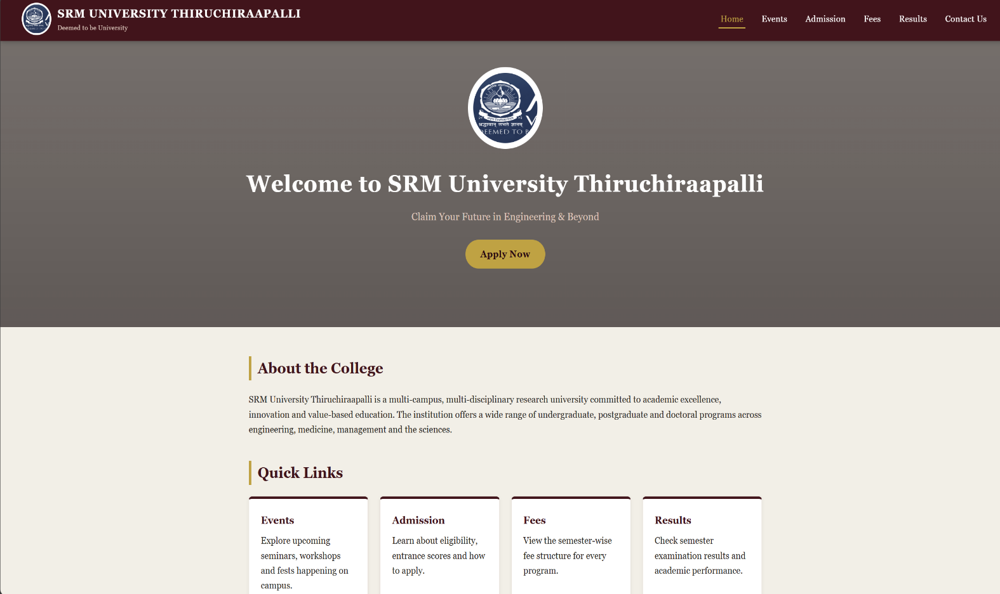 SRM UNIVERSITY THIRUCHIRAAPALLI
Deemed to be University
Home Events Admission Fees Results Contact Us
श्रद्धावान् लभते ज्ञानम्
DEEMED TO B
Welcome to SRM University Thiruchiraapalli
Claim Your Future in Engineering & Beyond
Apply Now
About the College
SRM University Thiruchiraapalli is a multi-campus, multi-disciplinary research university committed to academic excellence,
innovation and value-based education. The institution offers a wide range of undergraduate, postgraduate and doctoral programs across
engineering, medicine, management and the sciences.
Quick Links
Events
Explore upcoming
seminars, workshops
and fests happening on
campus.
Admission
Learn about eligibility,
entrance scores and how
to apply.
Fees
View the semester-wise
fee structure for every
program.
Results
Check semester
examination results and
academic performance.